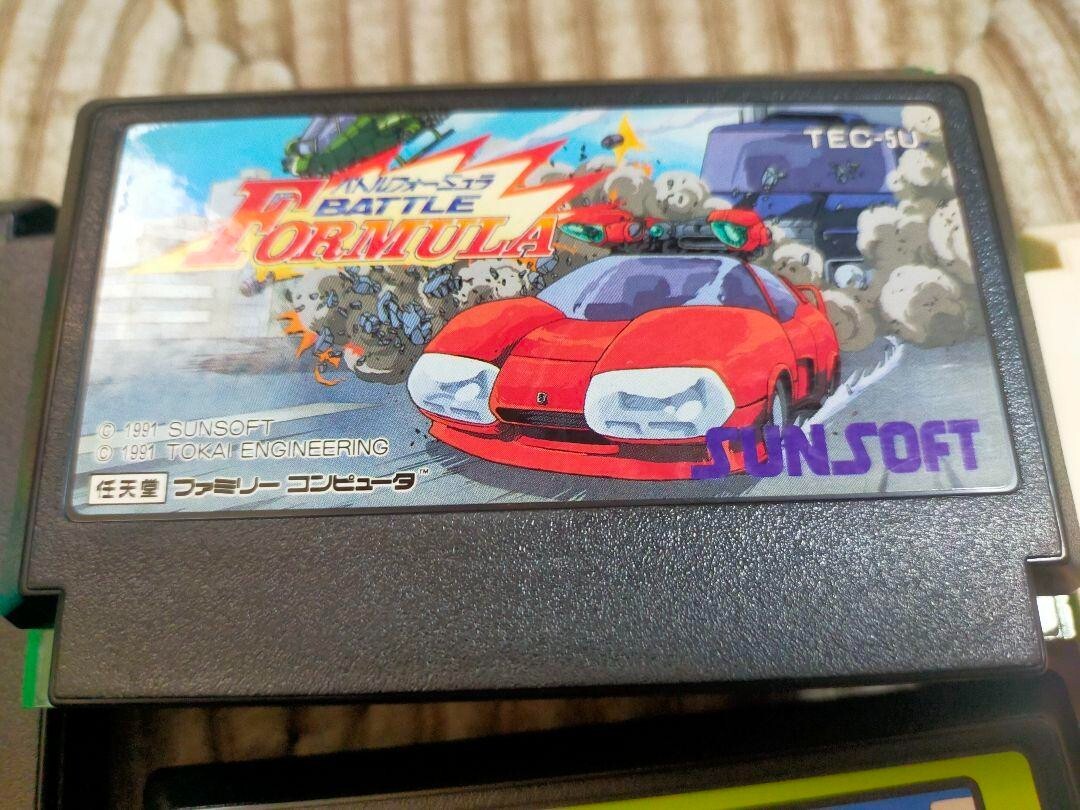 TEC-5U
バトルフォーミュラ
BATTLE
FORMULA
© 1991 SUNSOFT
© 1991 TOKAI ENGINEERING
任天堂 ファミリー コンピュータ™
SUNSOFT